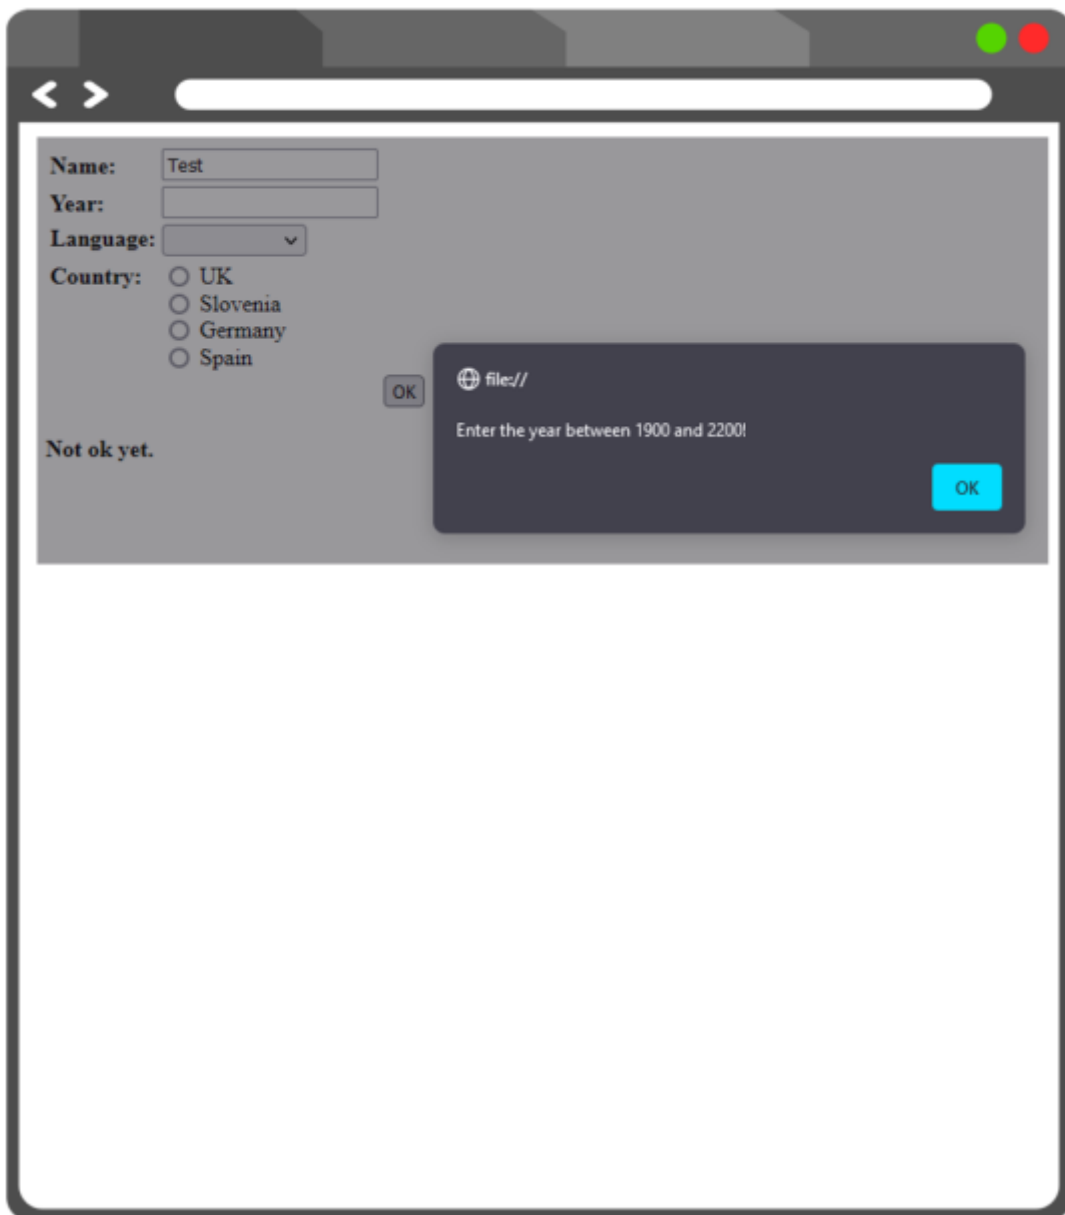 Name: Test
Year:
Language:
Country: UK
Slovenia
Germany
Spain
OK
Not ok yet.
file://
Enter the year between 1900 and 2200!
OK